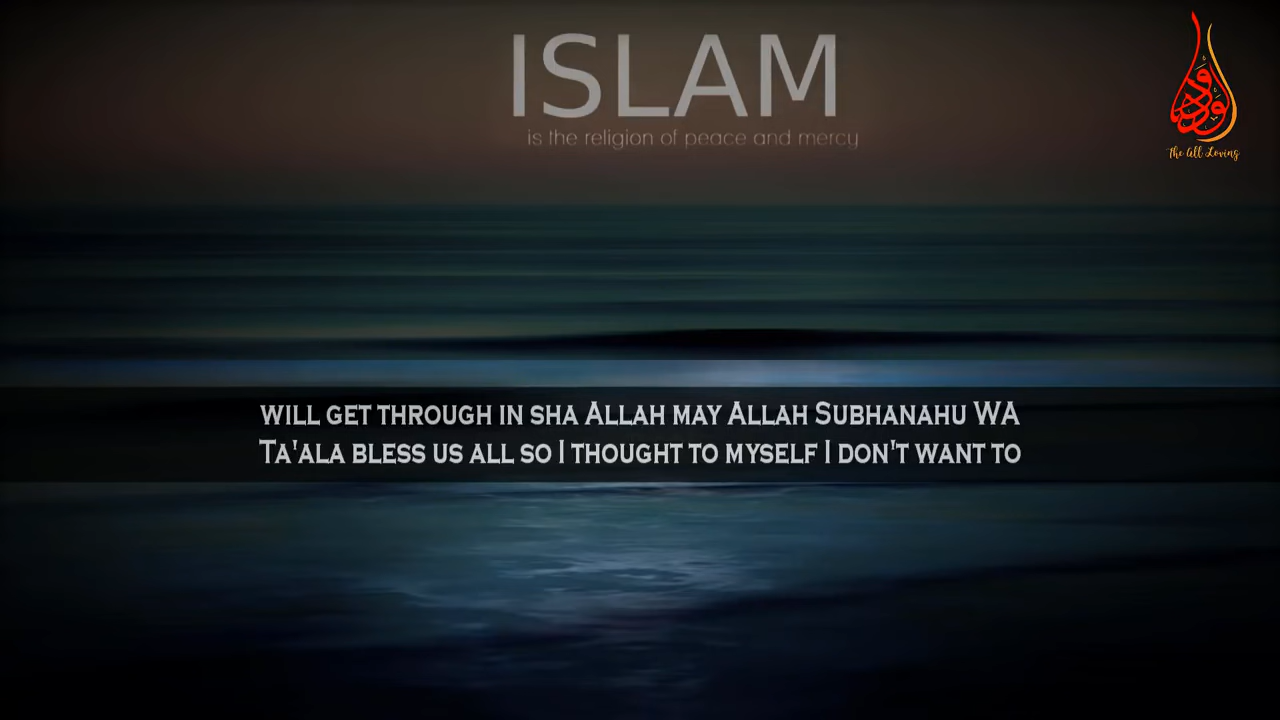 ISLAM
is the religion of peace and mercy
الودود
The All Loving
WILL GET THROUGH IN SHA ALLAH MAY ALLAH SUBHANAHU WA
TA'ALA BLESS US ALL SO I THOUGHT TO MYSELF I DON'T WANT TO